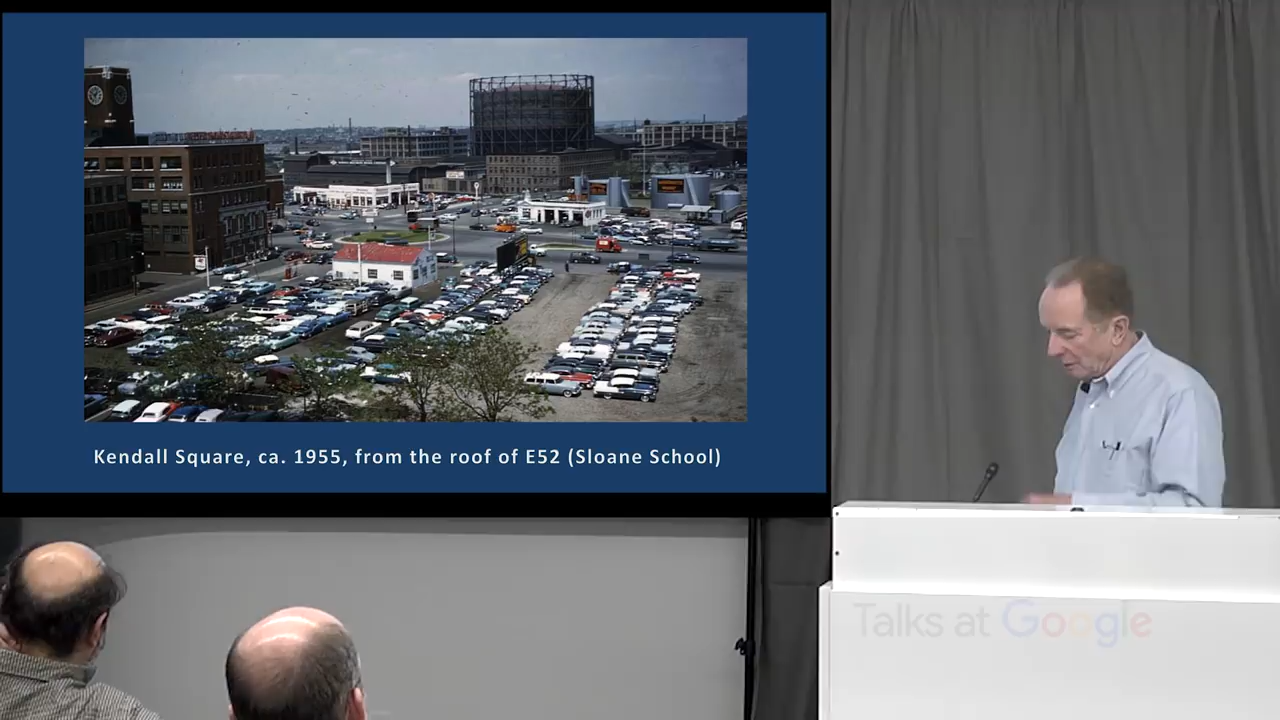 Kendall Square, ca. 1955, from the roof of E52 (Sloane School)
Talks at Google